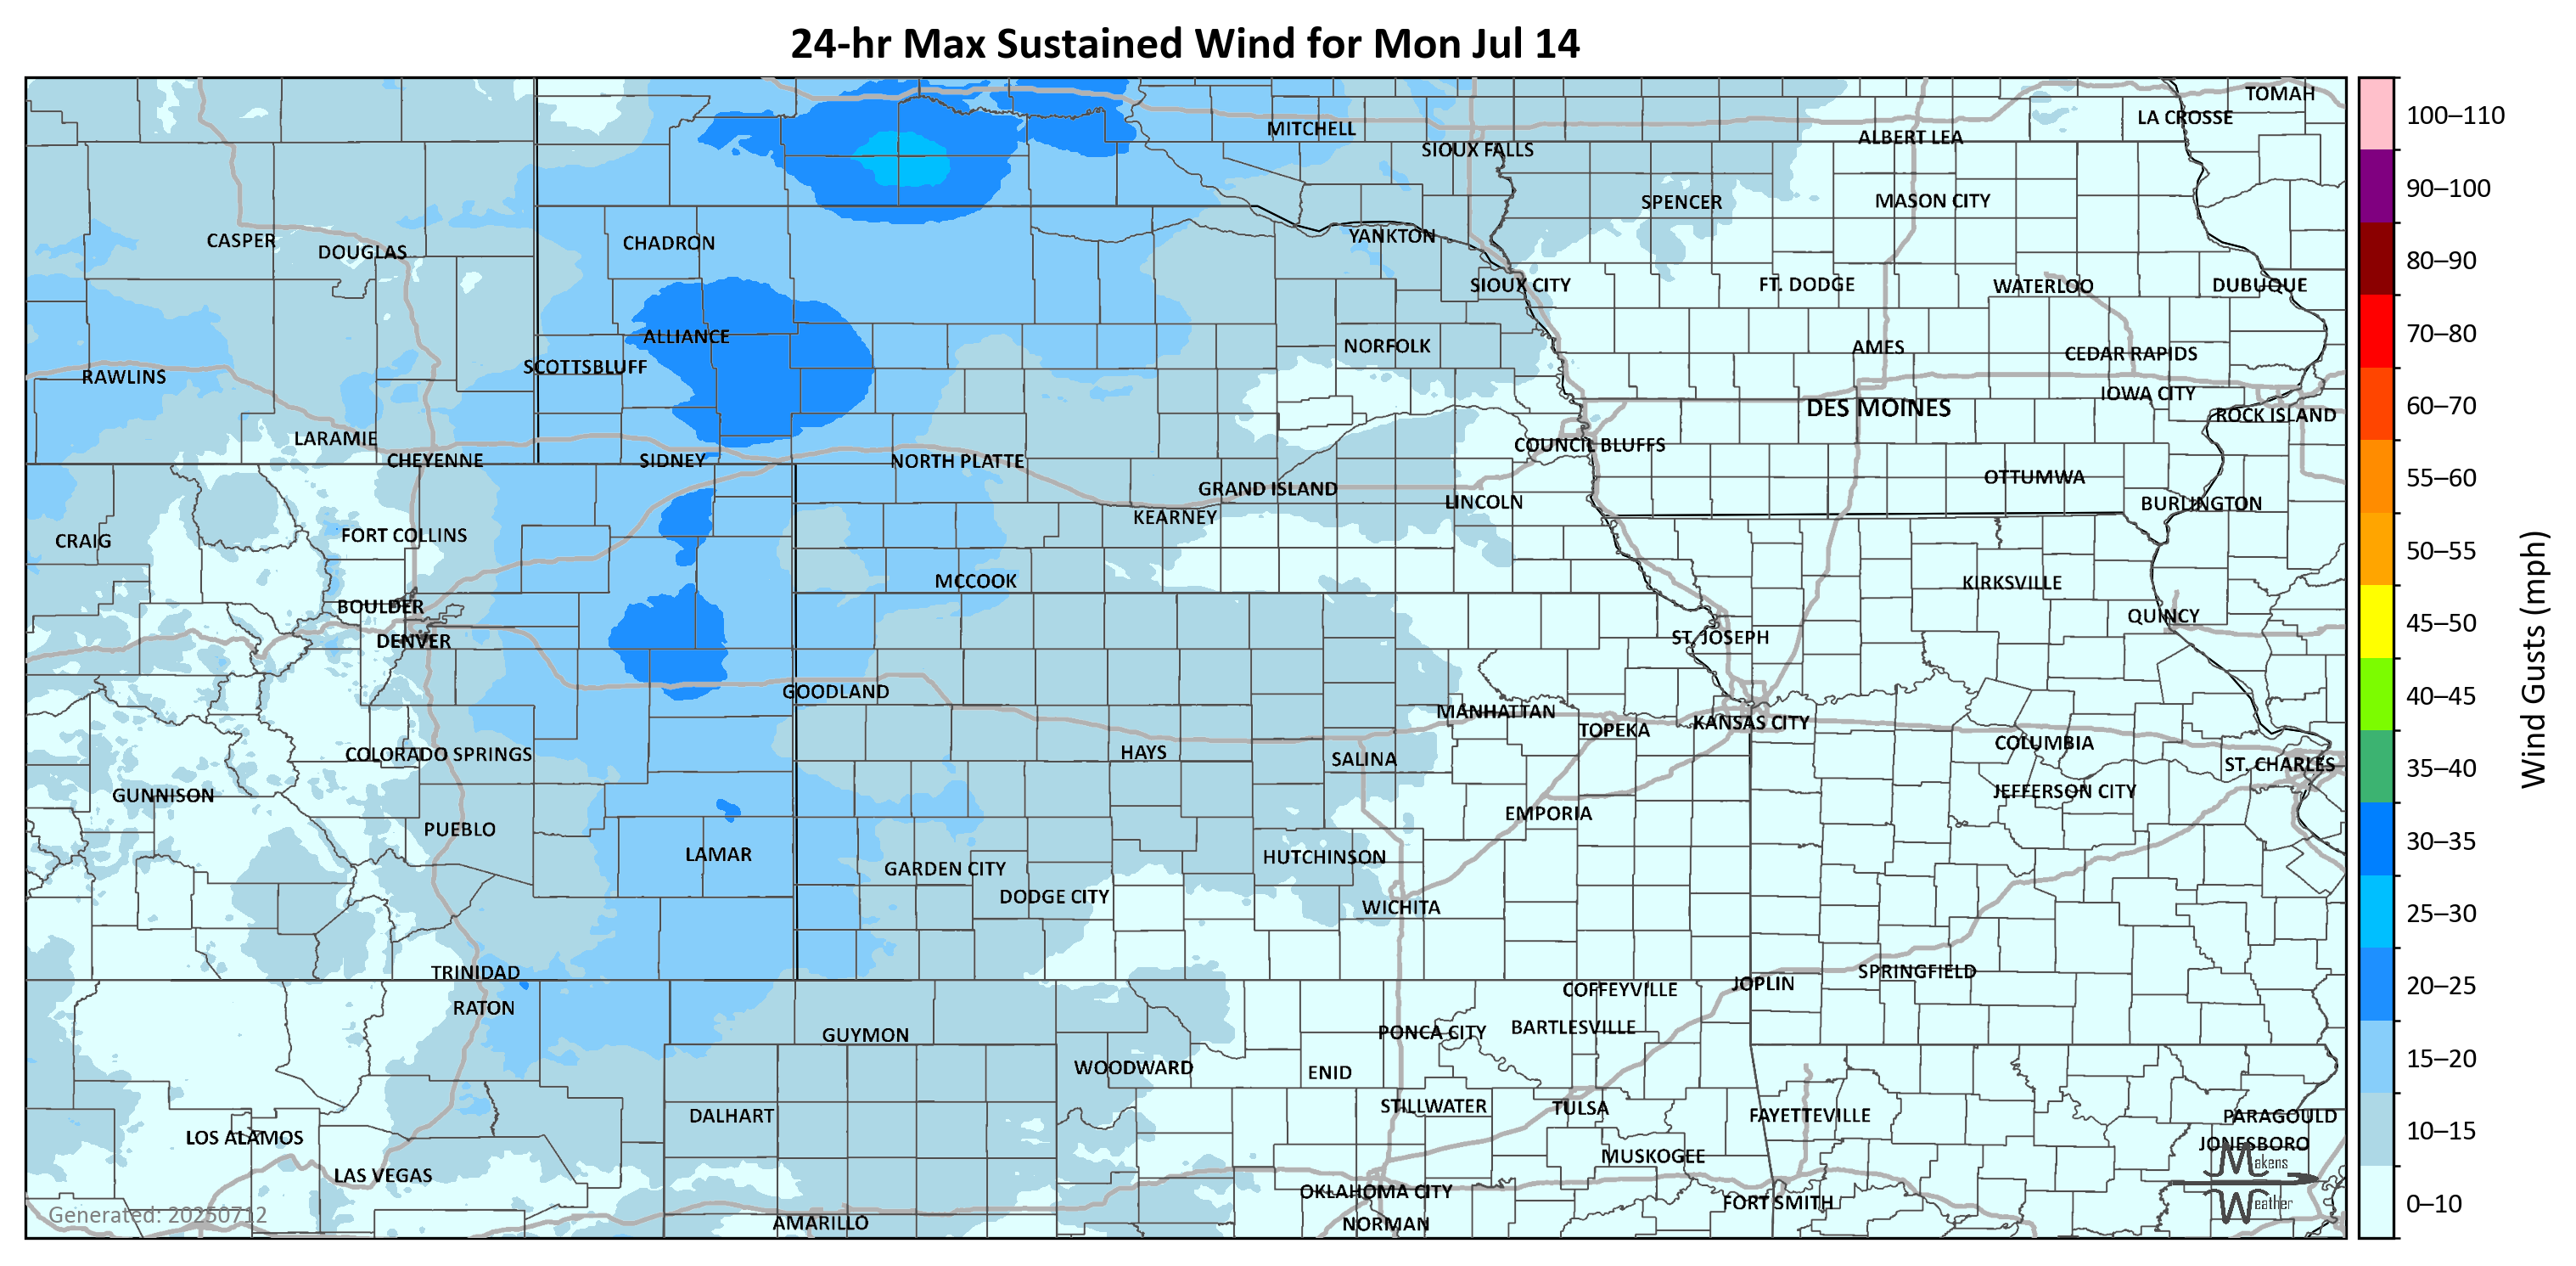 24-hr Max Sustained Wind for Mon Jul 14
TOMAH
LA CROSSE
MITCHELL
ALBERT LEA
SIOUX FALLS
SPENCER
MASON CITY
CASPER
DOUGLAS
CHADRON
YANKTON
SIOUX CITY
FT. DODGE
WATERLOO
DUBUQUE
ALLIANCE
NORFOLK
AMES
CEDAR RAPIDS
SCOTTSBLUFF
RAWLINS
IOWA CITY
DES MOINES
ROCK ISLAND
LARAMIE
COUNCIL BLUFFS
CHEYENNE
SIDNEY
NORTH PLATTE
OTTUMWA
GRAND ISLAND
LINCOLN
BURLINGTON
KEARNEY
FORT COLLINS
CRAIG
MCCOOK
KIRKSVILLE
BOULDER
QUINCY
DENVER
ST. JOSEPH
GOODLAND
MANHATTAN
KANSAS CITY
TOPEKA
COLUMBIA
COLORADO SPRINGS
HAYS
SALINA
ST. CHARLES
GUNNISON
JEFFERSON CITY
EMPORIA
PUEBLO
LAMAR
HUTCHINSON
GARDEN CITY
DODGE CITY
WICHITA
TRINIDAD
SPRINGFIELD
JOPLIN
COFFEYVILLE
RATON
BARTLESVILLE
PONCA CITY
GUYMON
WOODWARD
ENID
STILLWATER
TULSA
DALHART
FAYETTEVILLE
PARAGOULD
LOS ALAMOS
JONESBORO
MUSKOGEE
LAS VEGAS
OKLAHOMA CITY
FORT SMITH
AMARILLO
NORMAN
Generated: 20250712
Makens
Weather
100–110
90–100
80–90
70–80
60–70
55–60
50–55
45–50
40–45
35–40
30–35
25–30
20–25
15–20
10–15
0–10
Wind Gusts (mph)